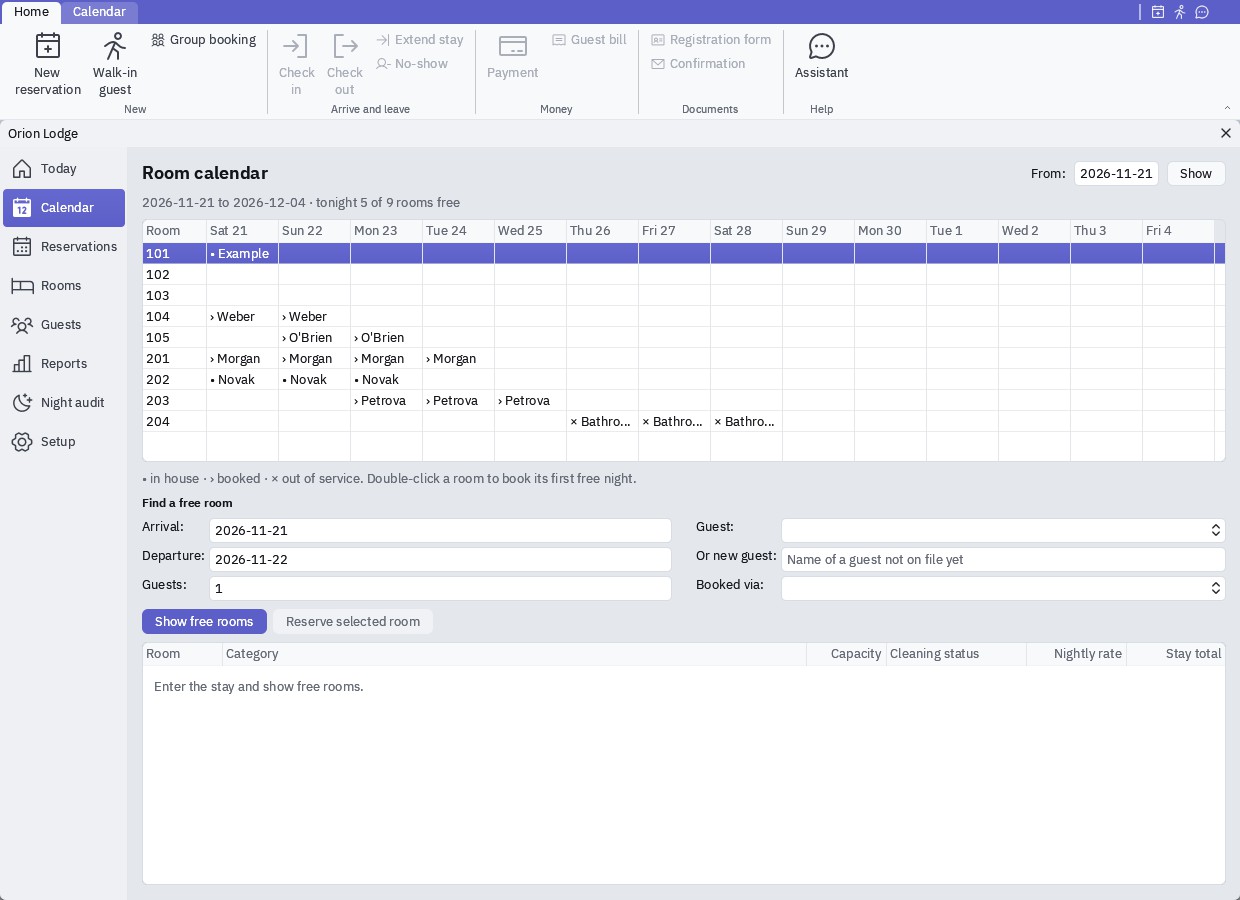 Home Calendar
New reservation
Walk-in guest
Group booking
New
Check in
Check out
Extend stay
No-show
Arrive and leave
Payment
Guest bill
Money
Registration form
Confirmation
Documents
Assistant
Help
Orion Lodge
Today
Calendar
Reservations
Rooms
Guests
Reports
Night audit
Setup
Room calendar
From: 2026-11-21 Show
2026-11-21 to 2026-12-04 · tonight 5 of 9 rooms free
Room Sat 21 Sun 22 Mon 23 Tue 24 Wed 25 Thu 26 Fri 27 Sat 28 Sun 29 Mon 30 Tue 1 Wed 2 Thu 3 Fri 4
101 ▪ Example
102
103
104 › Weber › Weber
105 › O'Brien › O'Brien
201 › Morgan › Morgan › Morgan › Morgan
202 ▪ Novak ▪ Novak ▪ Novak
203 › Petrova › Petrova › Petrova
204 × Bathro... × Bathro... × Bathro...
▪ in house · › booked · × out of service. Double-click a room to book its first free night.
Find a free room
Arrival: 2026-11-21 Guest:
Departure: 2026-11-22 Or new guest: Name of a guest not on file yet
Guests: 1 Booked via:
Show free rooms Reserve selected room
Room Category Capacity Cleaning status Nightly rate Stay total
Enter the stay and show free rooms.